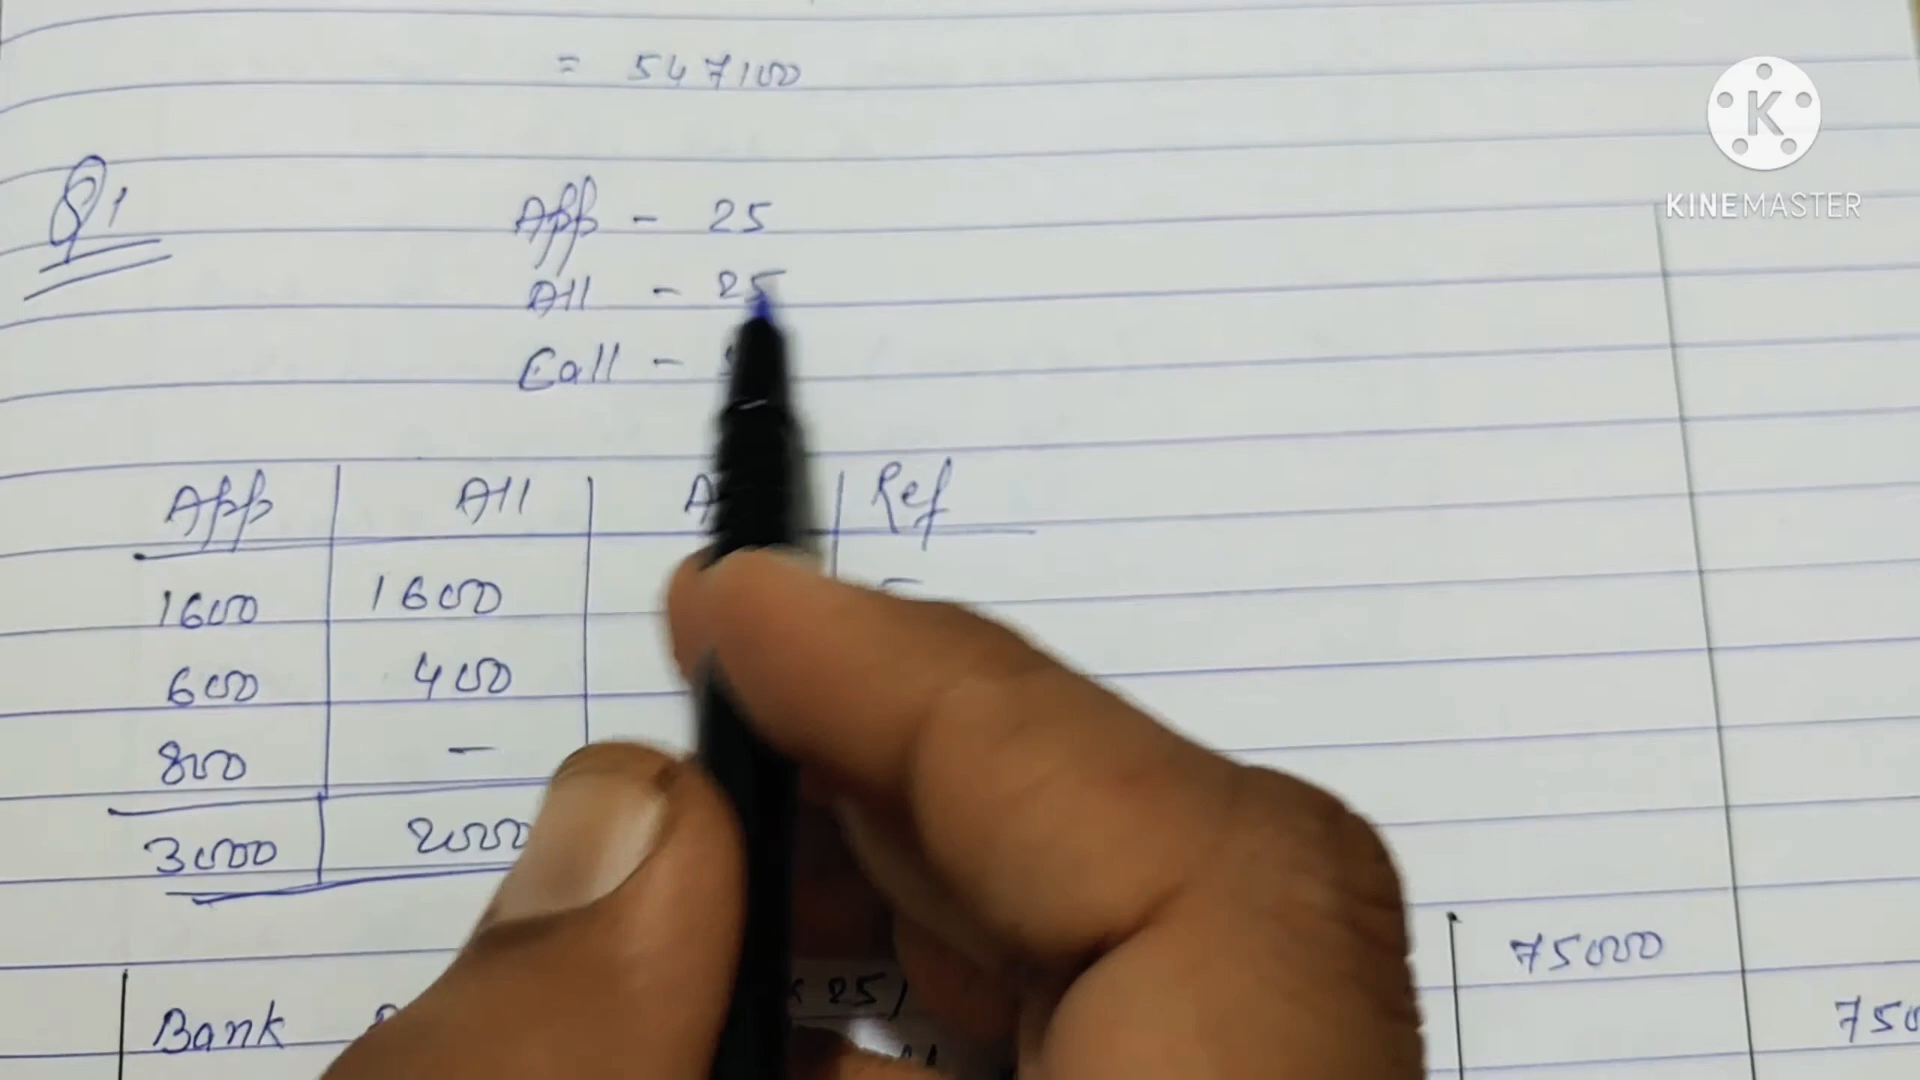 = 547100
K
KINEMASTER
Q1
App - 25
All - 25
Call -
App All Ref
1600 1600
600 400
800 -
3000 2000
75000
Bank 25)